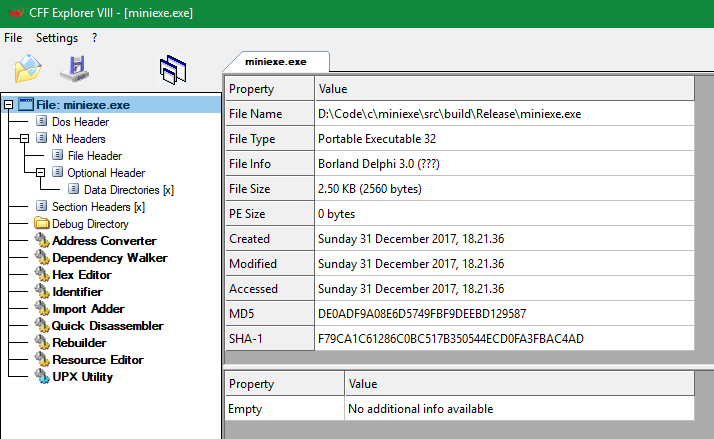 CFF Explorer VIII - [miniexe.exe]
File Settings ?
miniexe.exe
File: miniexe.exe
Dos Header
Nt Headers
File Header
Optional Header
Data Directories [x]
Section Headers [x]
Debug Directory
Address Converter
Dependency Walker
Hex Editor
Identifier
Import Adder
Quick Disassembler
Rebuilder
Resource Editor
UPX Utility
Property Value
File Name D:\Code\c\miniexe\src\build\Release\miniexe.exe
File Type Portable Executable 32
File Info Borland Delphi 3.0 (???)
File Size 2.50 KB (2560 bytes)
PE Size 0 bytes
Created Sunday 31 December 2017, 18.21.36
Modified Sunday 31 December 2017, 18.21.36
Accessed Sunday 31 December 2017, 18.21.36
MD5 DE0ADF9A08E6D5749FBF9DEEBD129587
SHA-1 F79CA1C61286C0BC517B350544ECD0FA3FBAC4AD
Property Value
Empty No additional info available